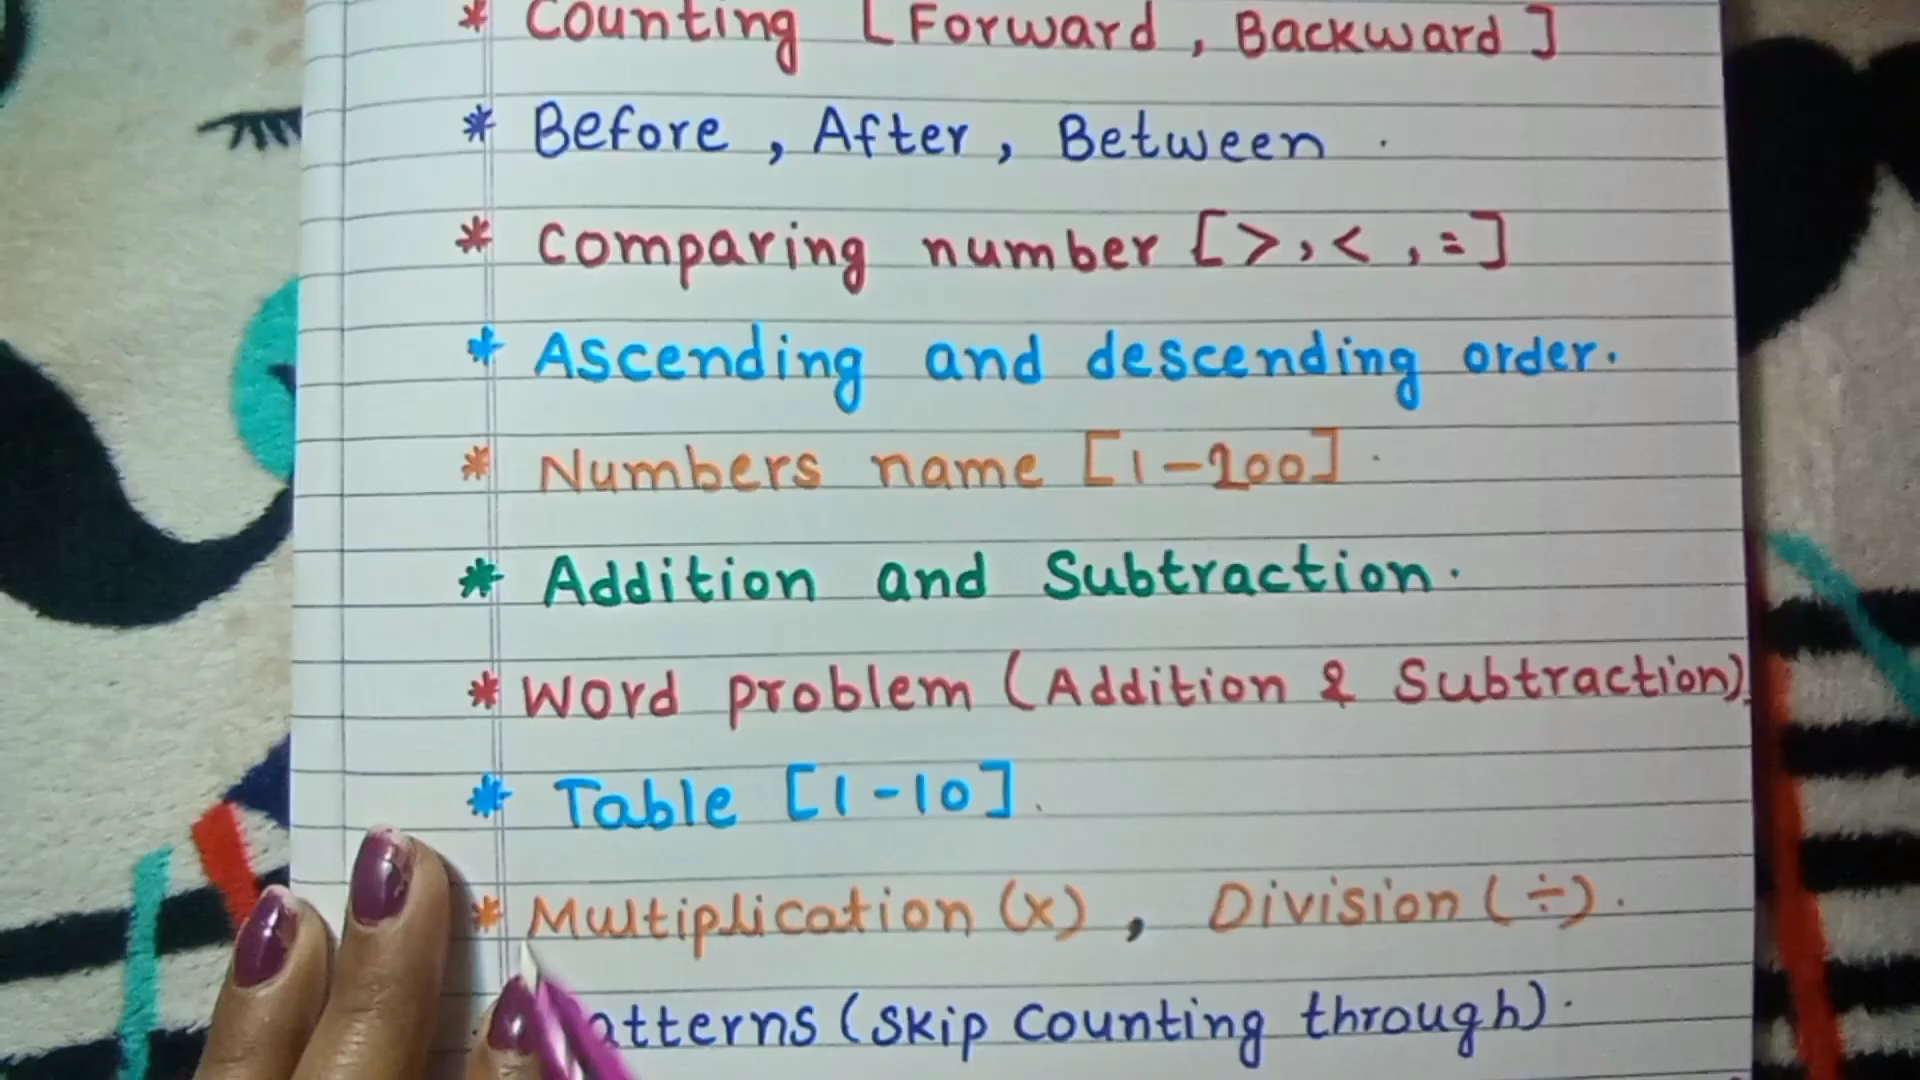 * Counting [Forward, Backward]
* Before, After, Between.
* Comparing number [>, <, =]
* Ascending and descending order.
* Numbers name [1-200].
* Addition and Subtraction.
* Word problem (Addition & Subtraction).
* Table [1-10].
* Multiplication (x), Division (÷).
atterns (skip counting through).